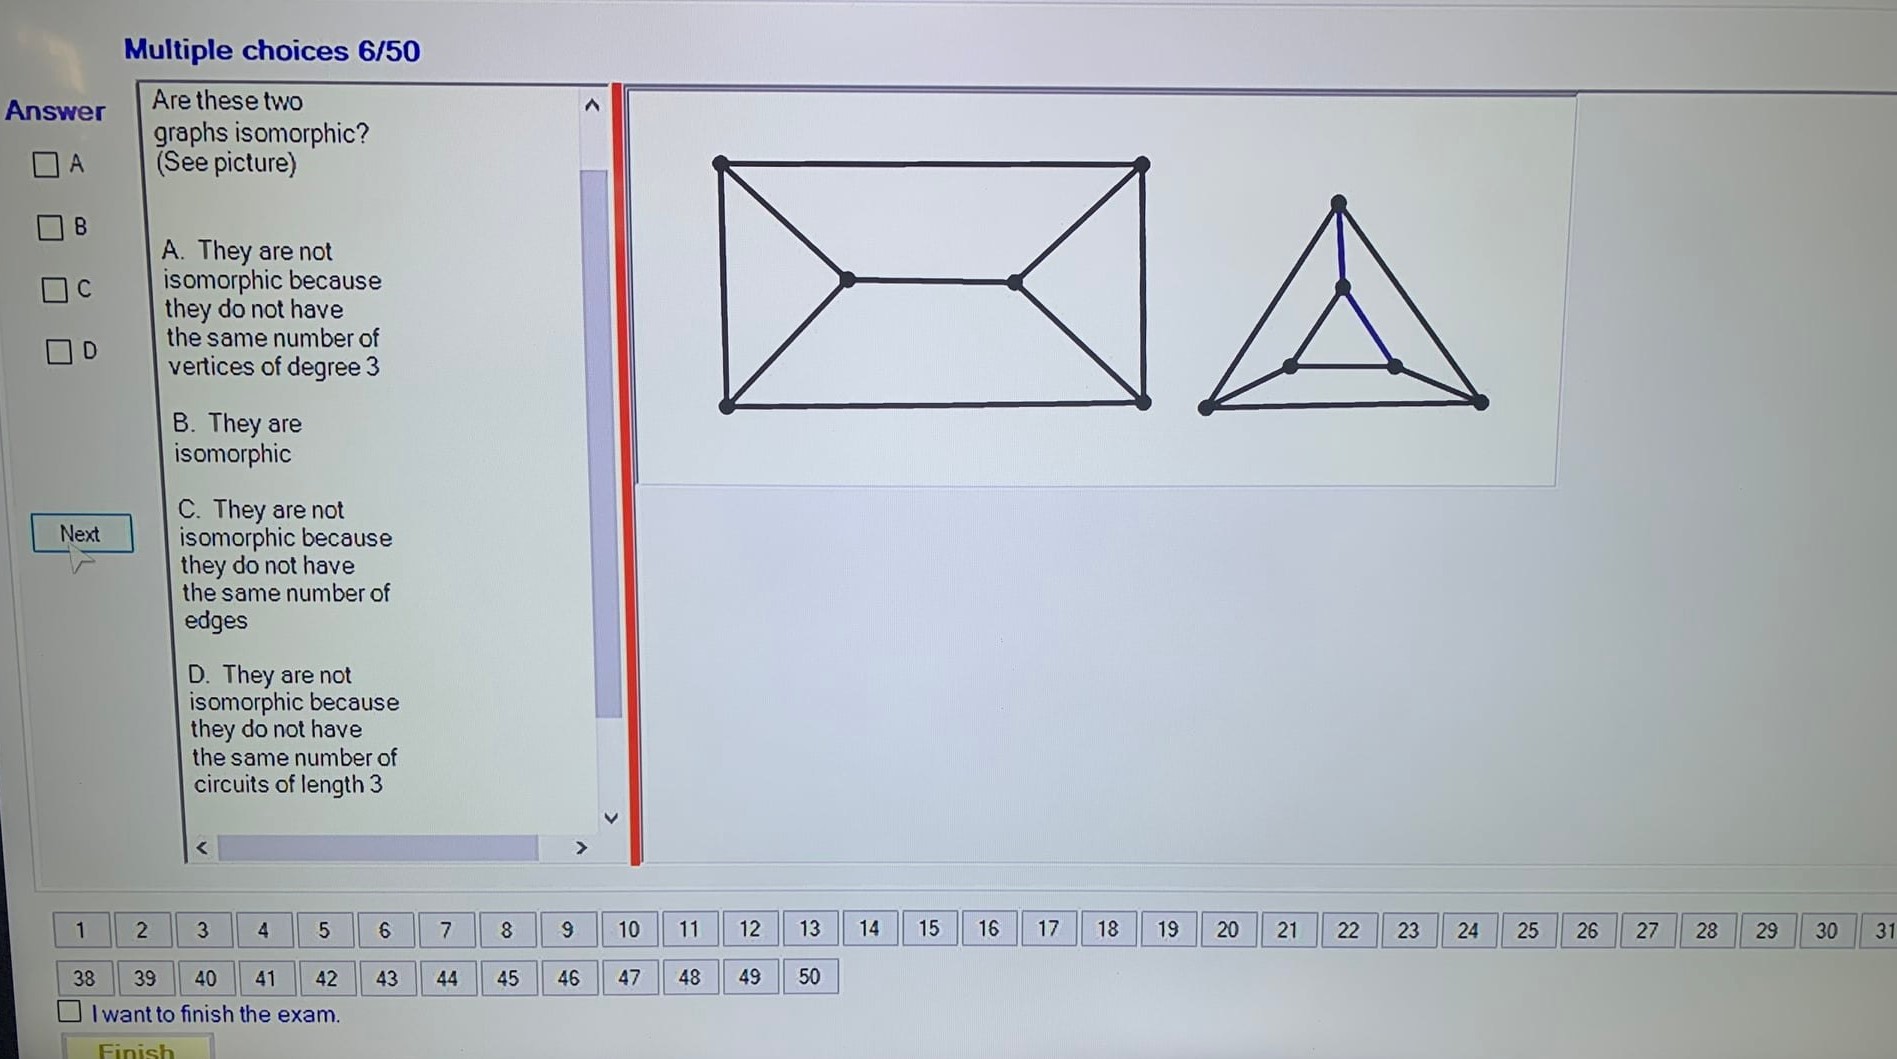 Multiple choices 6/50
Answer
A
B
C
D
Next
Are these two
graphs isomorphic?
(See picture)
A. They are not
isomorphic because
they do not have
the same number of
vertices of degree 3
B. They are
isomorphic
C. They are not
isomorphic because
they do not have
the same number of
edges
D. They are not
isomorphic because
they do not have
the same number of
circuits of length 3
1 2 3 4 5 6 7 8 9 10 11 12 13 14 15 16 17 18 19 20 21 22 23 24 25 26 27 28 29 30 31
38 39 40 41 42 43 44 45 46 47 48 49 50
I want to finish the exam.
Finish